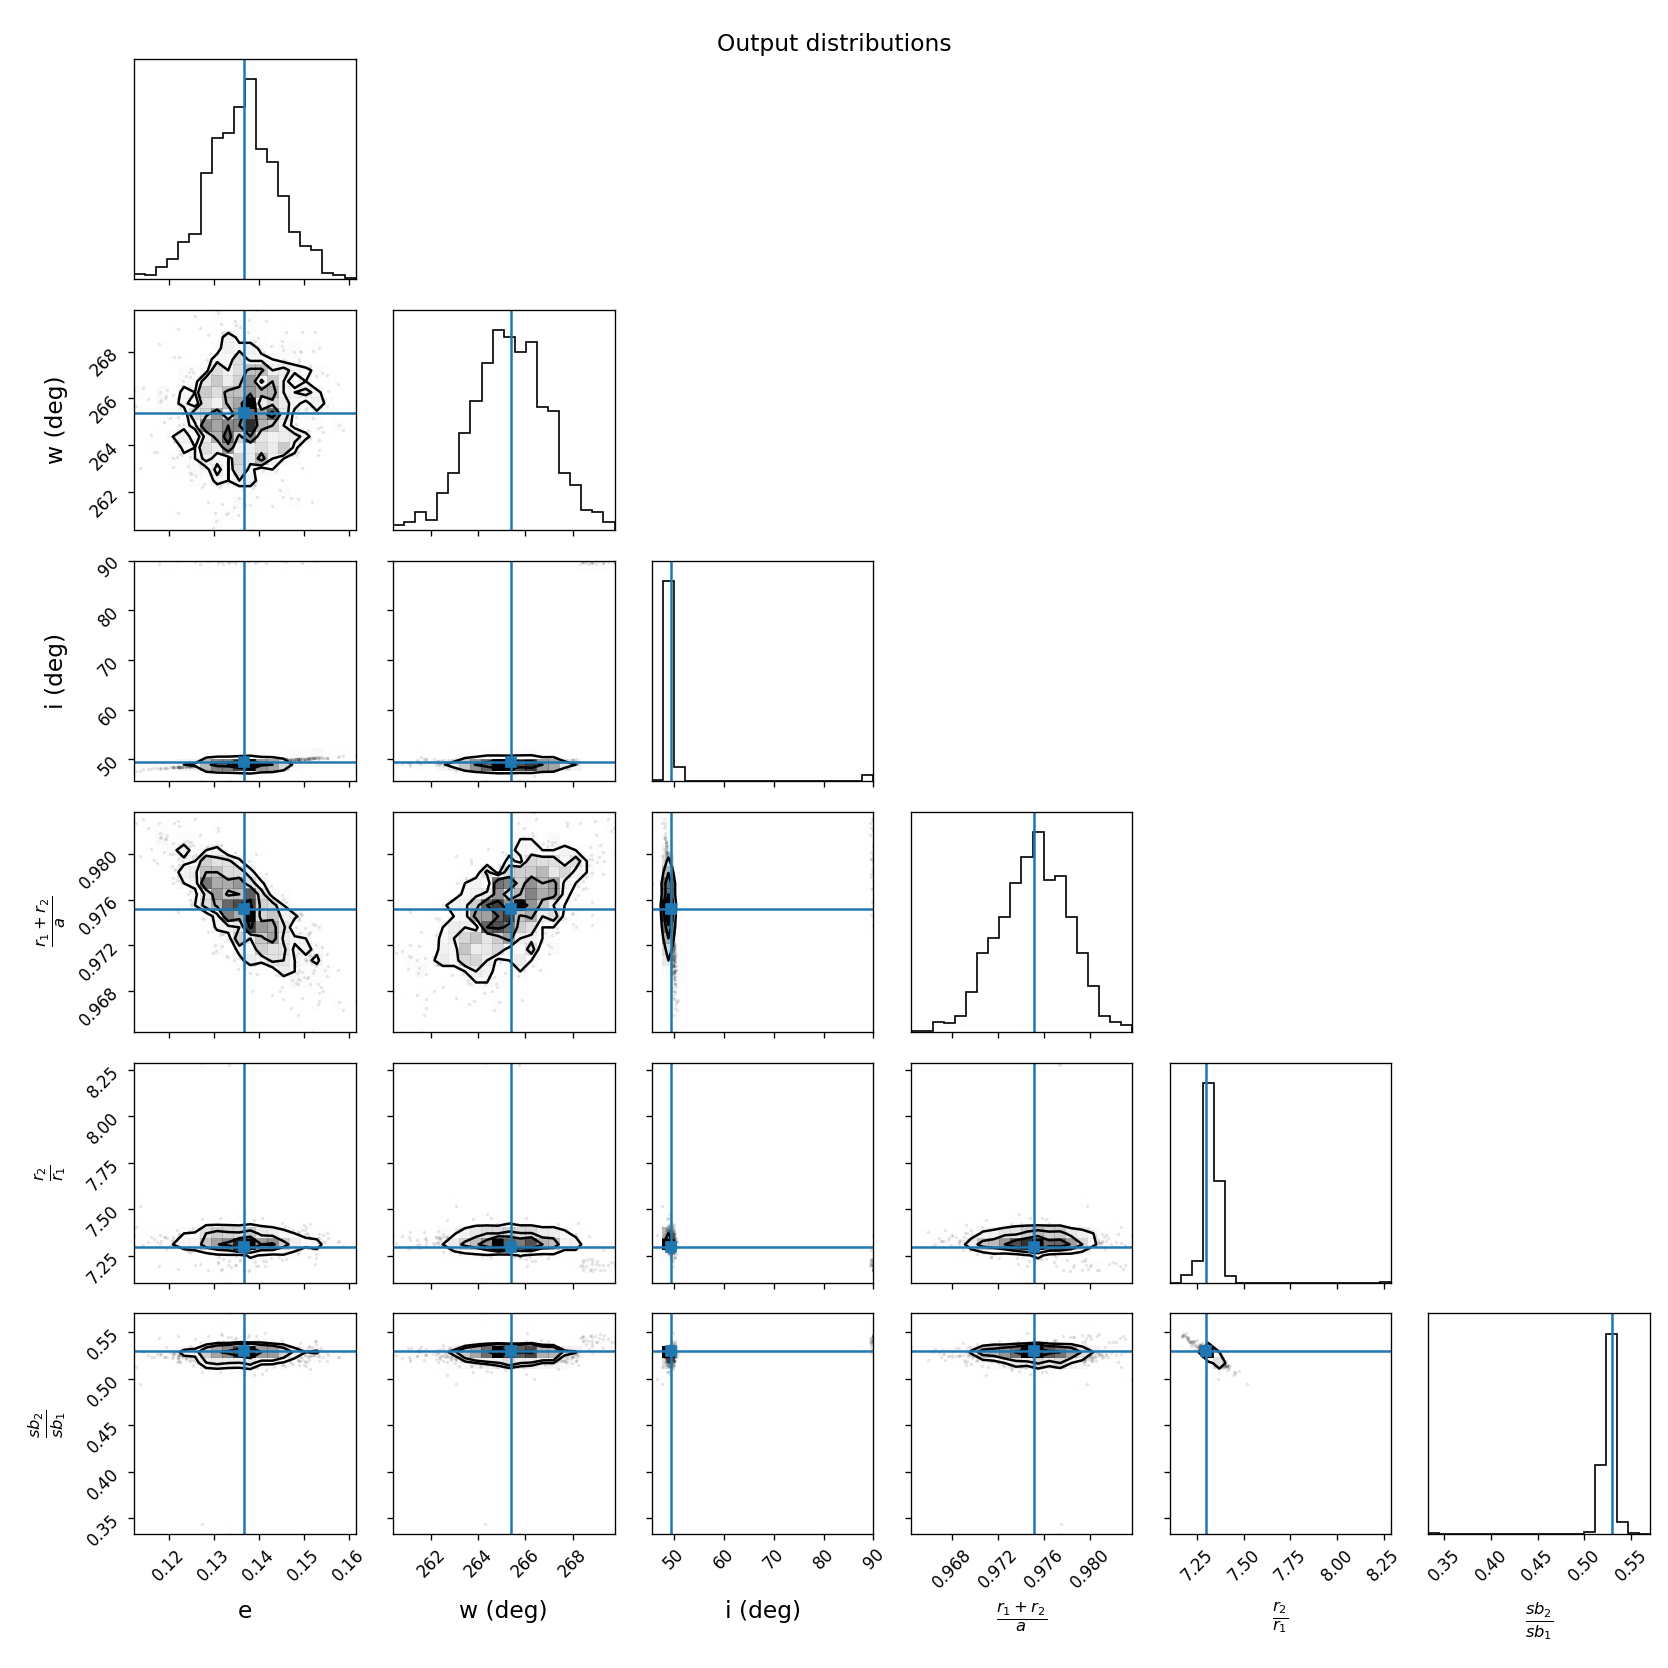 Output distributions
w (deg)
268
266
264
262
i (deg)
90
80
70
60
50
r₁ + r₂
a
0.980
0.976
0.972
0.968
r₂
r₁
8.25
8.00
7.75
7.50
7.25
sb₂
sb₁
0.55
0.50
0.45
0.40
0.35
0.12 0.13 0.14 0.15 0.16
262 264 266 268
50 60 70 80 90
0.968 0.972 0.976 0.980
7.25 7.50 7.75 8.00 8.25
0.35 0.40 0.45 0.50 0.55
e
w (deg)
i (deg)
r₁ + r₂
a
r₂
r₁
sb₂
sb₁